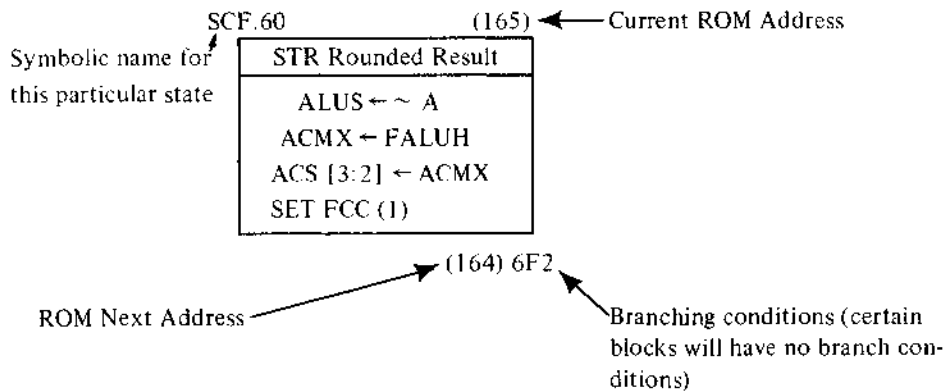 SCF.60 (165) Current ROM Address
Symbolic name for
this particular state
STR Rounded Result
ALUS ← ~ A
ACMX ← FALUH
ACS [3:2] ← ACMX
SET FCC (1)
(164) 6F2
ROM Next Address
Branching conditions (certain
blocks will have no branch con-
ditions)